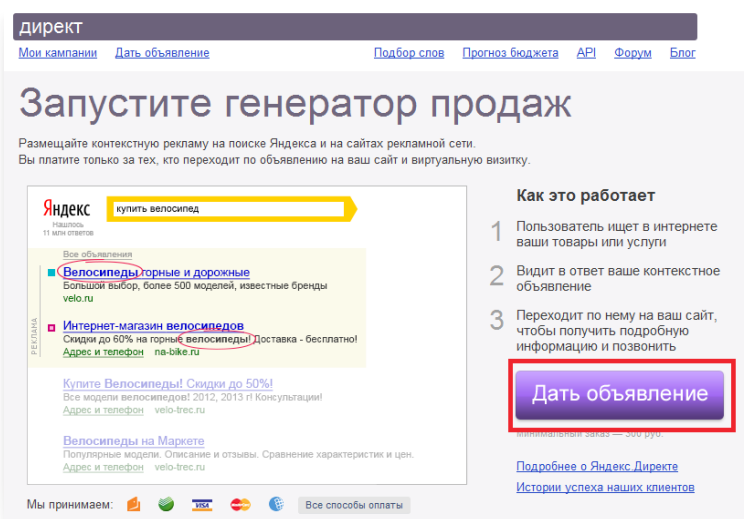 директ
Мои кампании Дать объявление Подбор слов Прогноз бюджета API Форум Блог
Запустите генератор продаж
Размещайте контекстную рекламу на поиске Яндекса и на сайтах рекламной сети.
Вы платите только за тех, кто переходит по объявлению на ваш сайт и виртуальную визитку.
Яндекс
купить велосипед
Нашлось
11 млн ответов
Все объявления
Велосипеды горные и дорожные
Большой выбор, более 500 моделей, известные бренды
velo.ru
Интернет-магазин велосипедов
Скидки до 60% на горные велосипеды! Доставка - бесплатно!
Адрес и телефон na-bike.ru
РЕКЛАМА
Купите Велосипеды! Скидки до 50%!
Все модели велосипедов! 2012, 2013 г! Консультации!
Адрес и телефон velo-trec.ru
Велосипеды на Маркете
Популярные модели. Описание и отзывы. Сравнение характеристик и цен.
Адрес и телефон velo-trec.ru
Мы принимаем: VISA MasterCard Все способы оплаты
Как это работает
1 Пользователь ищет в интернете
ваши товары или услуги
2 Видит в ответ ваше контекстное
объявление
3 Переходит по нему на ваш сайт,
чтобы получить подробную
информацию и позвонить
Дать объявление
Минимальный заказ — 300 руб.
Подробнее о Яндекс.Директе
Истории успеха наших клиентов